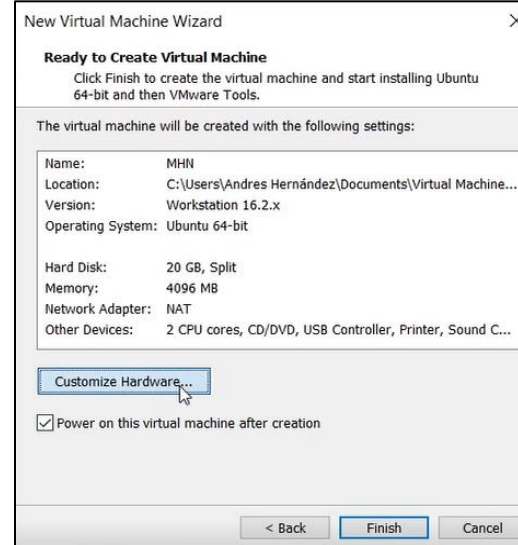 New Virtual Machine Wizard
Ready to Create Virtual Machine
Click Finish to create the virtual machine and start installing Ubuntu
64-bit and then VMware Tools.
The virtual machine will be created with the following settings:
Name: MHN
Location: C:\Users\Andres Hernández\Documents\Virtual Machine...
Version: Workstation 16.2.x
Operating System: Ubuntu 64-bit
Hard Disk: 20 GB, Split
Memory: 4096 MB
Network Adapter: NAT
Other Devices: 2 CPU cores, CD/DVD, USB Controller, Printer, Sound C...
Customize Hardware...
Power on this virtual machine after creation
< Back Finish Cancel